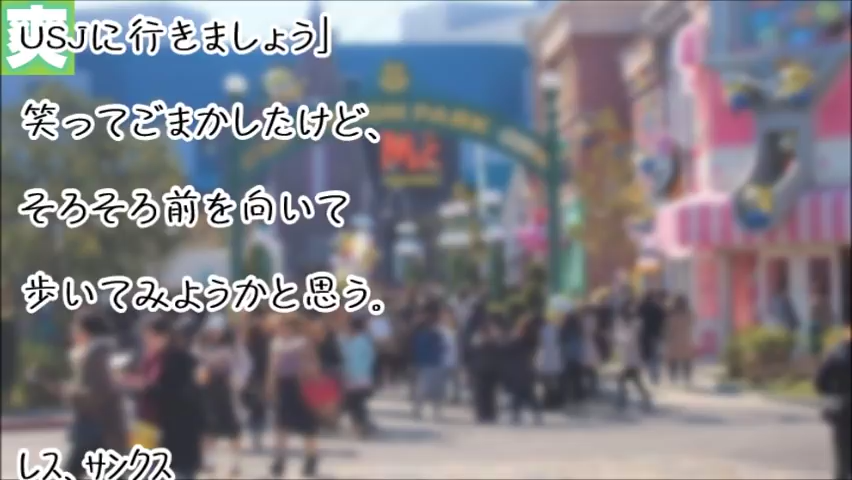 爽
USJに行きましょう」
笑ってごまかしたけど、
そろそろ前を向いて
歩いてみようかと思う。
レス、サンクス